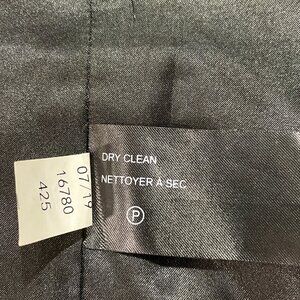 DRY CLEAN
NETTOYER À SEC
P
07/19
16780
425